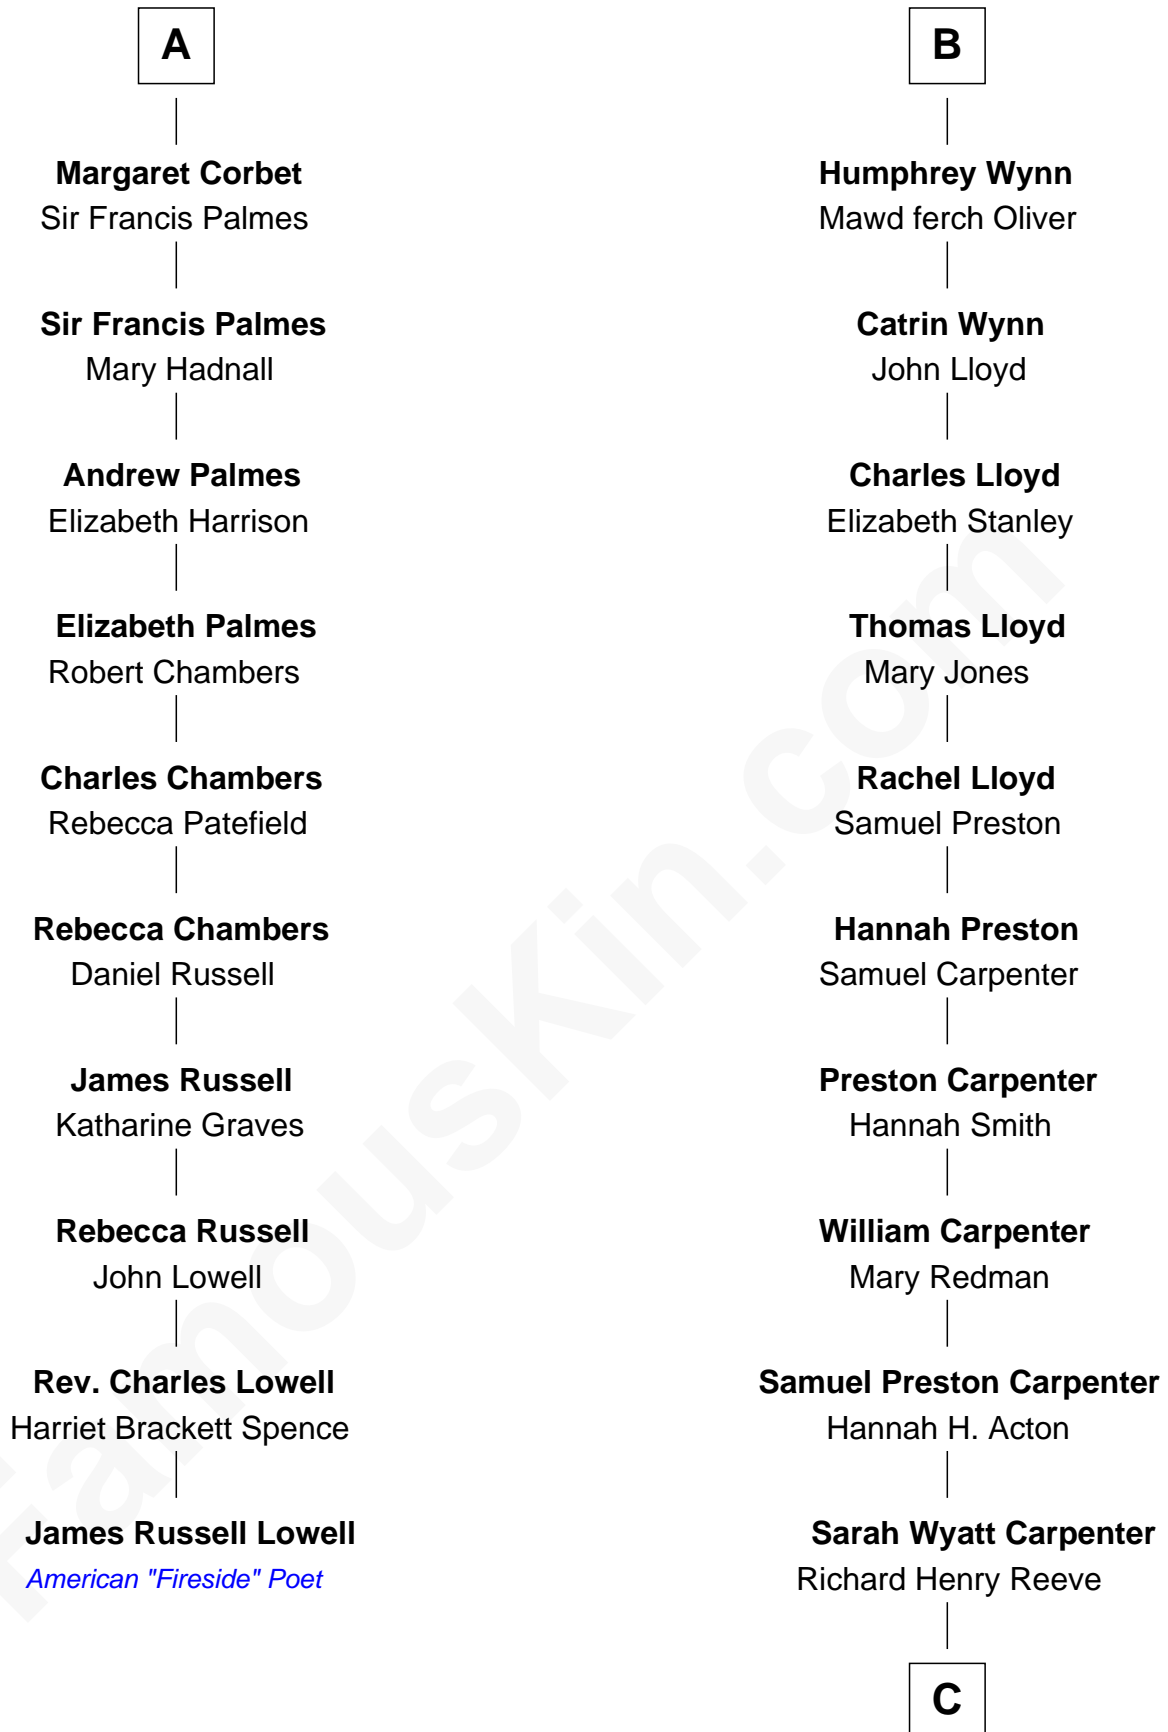 A
Margaret Corbet
Sir Francis Palmes
Sir Francis Palmes
Mary Hadnall
Andrew Palmes
Elizabeth Harrison
Elizabeth Palmes
Robert Chambers
Charles Chambers
Rebecca Patefield
Rebecca Chambers
Daniel Russell
James Russell
Katharine Graves
Rebecca Russell
John Lowell
Rev. Charles Lowell
Harriet Brackett Spence
James Russell Lowell
American "Fireside" Poet
B
Humphrey Wynn
Mawd ferch Oliver
Catrin Wynn
John Lloyd
Charles Lloyd
Elizabeth Stanley
Thomas Lloyd
Mary Jones
Rachel Lloyd
Samuel Preston
Hannah Preston
Samuel Carpenter
Preston Carpenter
Hannah Smith
William Carpenter
Mary Redman
Samuel Preston Carpenter
Hannah H. Acton
Sarah Wyatt Carpenter
Richard Henry Reeve
C
FamousKin.com